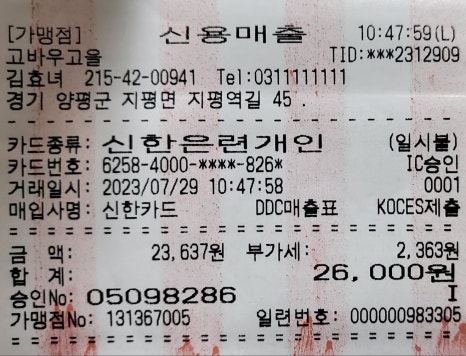 [가맹점] 신용매출 10:47:59(L)
고바우고을 TID:***2312909
김효녀 215-42-00941 Tel:0311111111
경기 양평군 지평면 지평역길 45 .
카드종류: 신한은련개인 (일시불)
카드번호: 6258-4000-****-826* IC승인
거래일시: 2023/07/29 10:47:58 0001
매입사명: 신한카드 DDC매출표 KOCES제출
금 액: 23,637원 부가세: 2,363원
합 계: 26,000원
승인No: 05098286 I
가맹점No: 131367005 일련번호: 000000983305